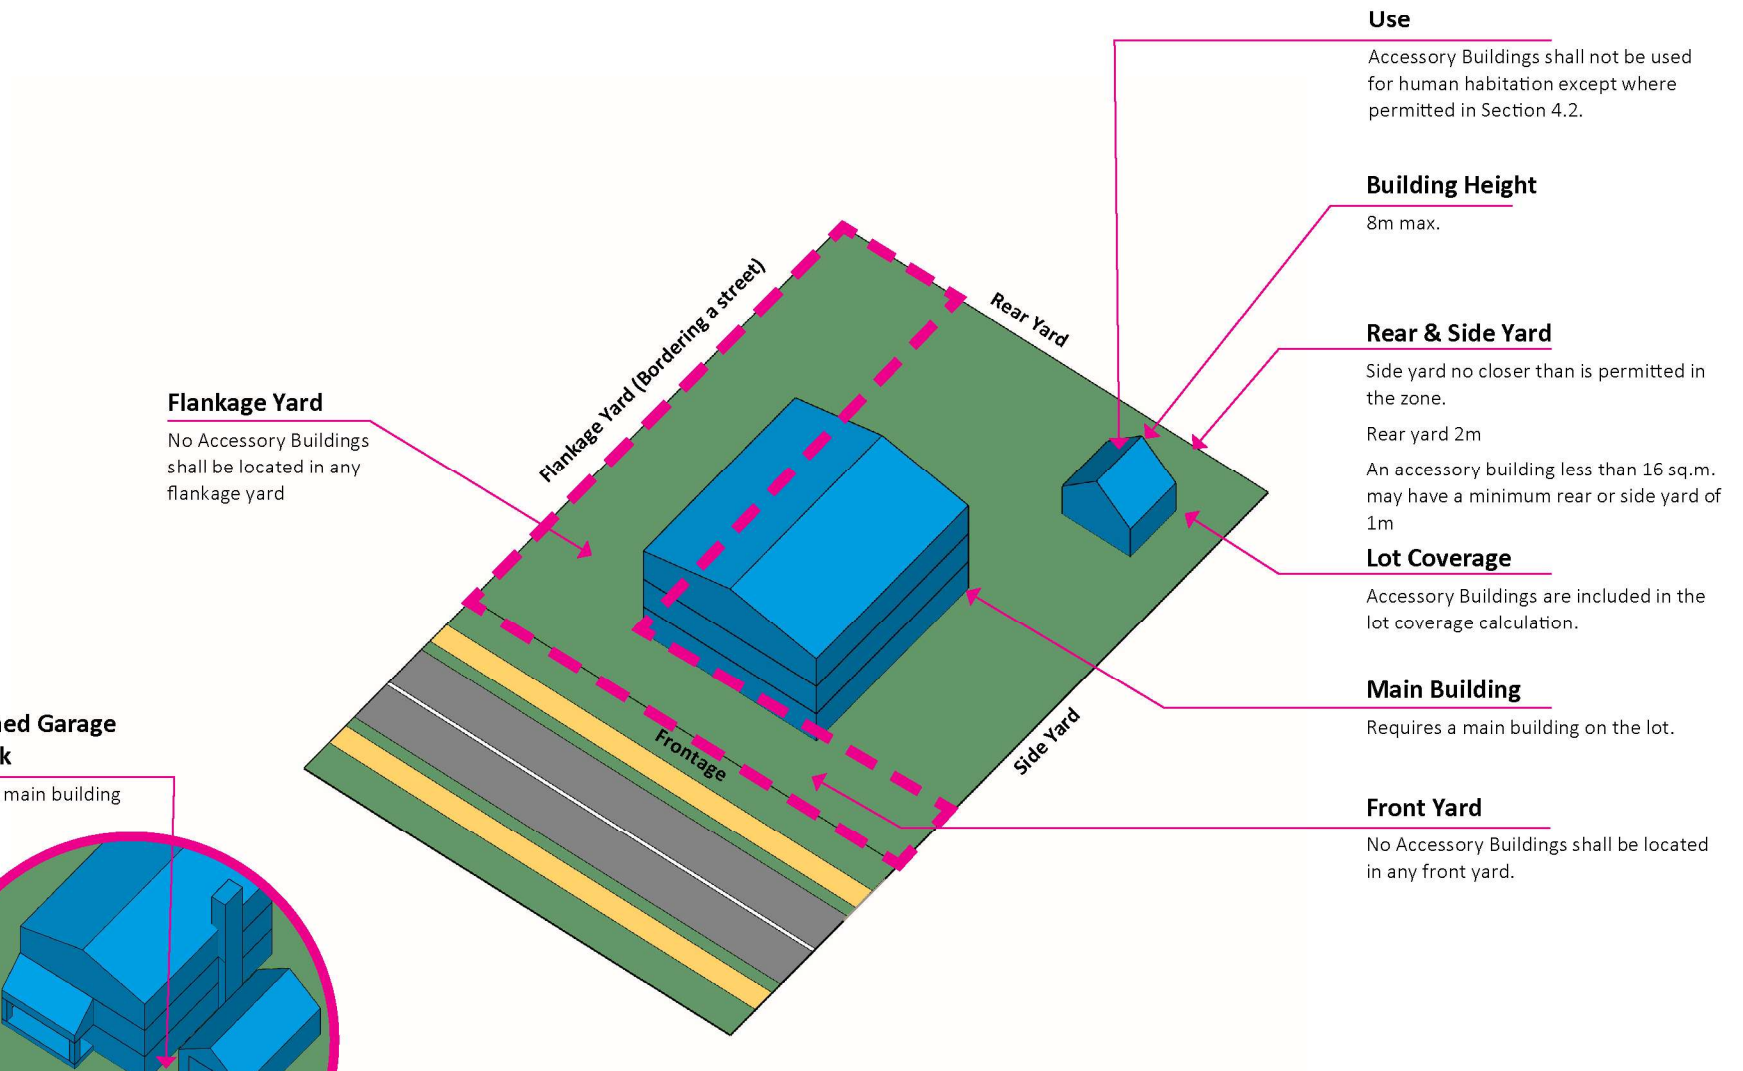 Use
Accessory Buildings shall not be used
for human habitation except where
permitted in Section 4.2.
Building Height
8m max.
Rear & Side Yard
Side yard no closer than is permitted in
the zone.
Rear yard 2m
An accessory building less than 16 sq.m.
may have a minimum rear or side yard of
1m
Lot Coverage
Accessory Buildings are included in the
lot coverage calculation.
Main Building
Requires a main building on the lot.
Front Yard
No Accessory Buildings shall be located
in any front yard.
Flankage Yard
No Accessory Buildings
shall be located in any
flankage yard
Flankage Yard (Bordering a street)
Rear Yard
Side Yard
Frontage
Garage
main building